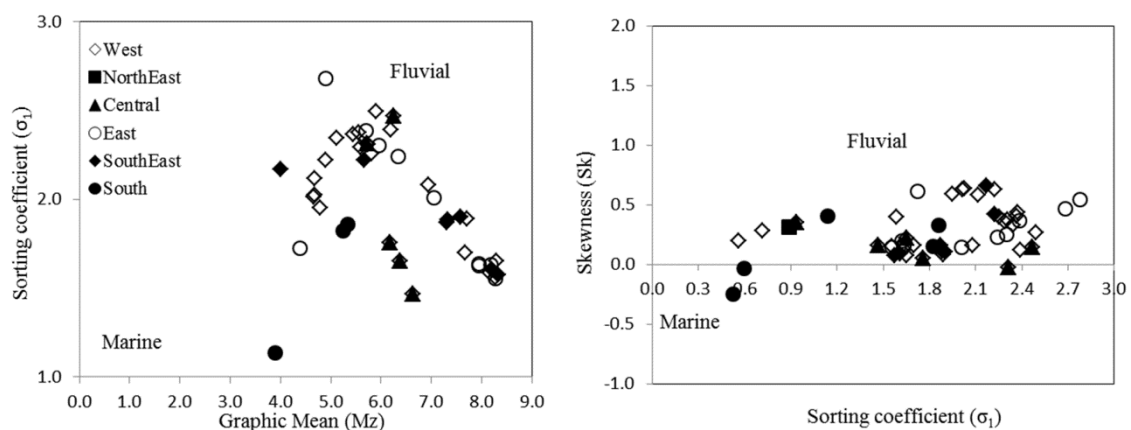 3.0
2.0
1.0
Sorting coefficient (σ₁)
West
NorthEast
Central
East
SouthEast
South
Fluvial
Marine
0.0 1.0 2.0 3.0 4.0 5.0 6.0 7.0 8.0 9.0
Graphic Mean (Mz)
2.0
1.5
1.0
0.5
0.0
-0.5
-1.0
Skewness (Sk)
Fluvial
0.0 0.3 0.6 0.9 1.2 1.5 1.8 2.1 2.4 2.7 3.0
Marine
Sorting coefficient (σ₁)